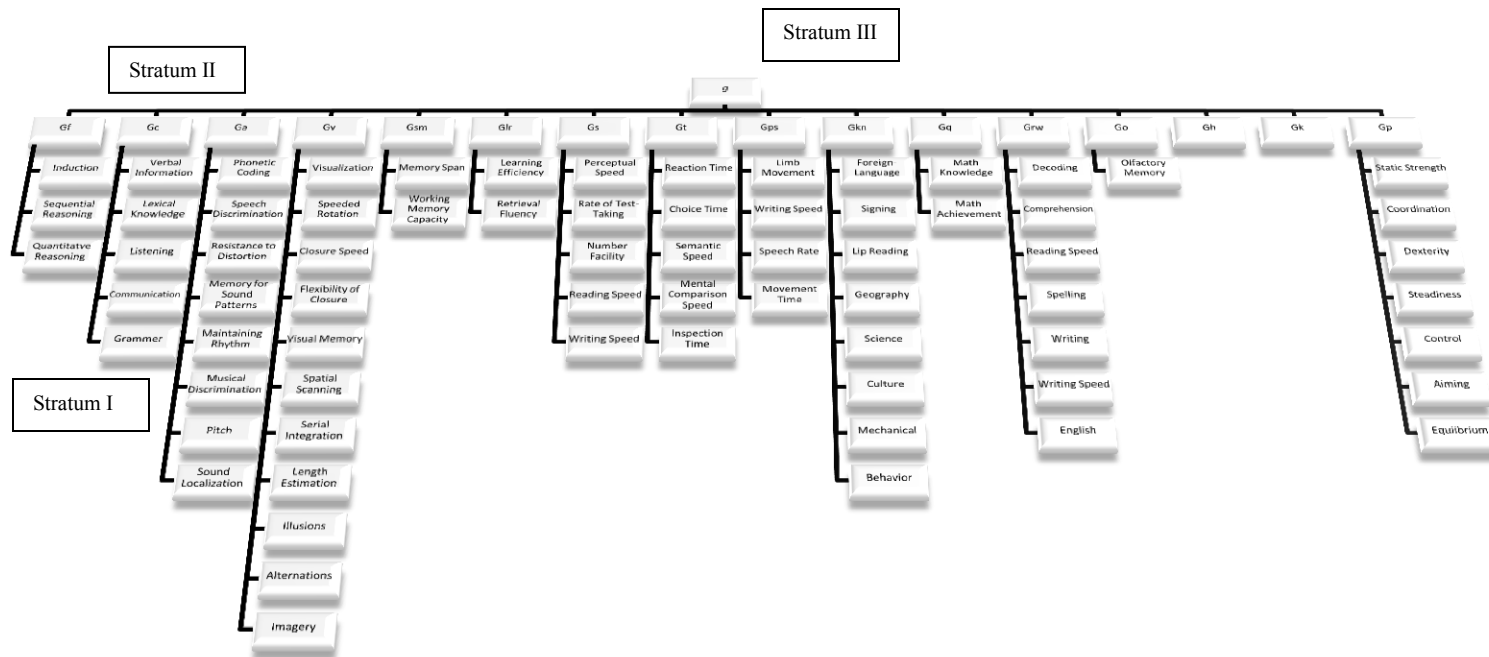 Stratum III
Stratum II
g
Gf
Gc
Ga
Gv
Gsm
Glr
Gs
Gt
Gps
Gkn
Gq
Grw
Go
Gh
Gk
Gp
Induction
Sequential
Reasoning
Quantitatve
Reasoning
Verbal
Information
Lexical
Knowledge
Listening
Communication
Grammer
Phonetic
Coding
Speech
Discrimination
Resistance to
Distortion
Memory for
Sound
Patterns
Maintaining
Rhythm
Musical
Discrimination
Pitch
Sound
Localization
Visualization
Speeded
Rotation
Closure Speed
Flexibility of
Closure
Visual Memory
Spatial
Scanning
Serial
Integration
Length
Estimation
Illusions
Alternations
Imagery
Memory Span
Working
Memory
Capacity
Learning
Efficiency
Retrieval
Fluency
Perceptual
Speed
Rate of Test-
Taking
Number
Facility
Reading Speed
Writing Speed
Reaction Time
Choice Time
Semantic
Speed
Mental
Comparison
Speed
Inspection
Time
Limb
Movement
Writing Speed
Speech Rate
Movement
Time
Foreign
Language
Signing
Lip Reading
Geography
Science
Culture
Mechanical
Behavior
Math
Knowledge
Math
Achievement
Decoding
Comprehension
Reading Speed
Spelling
Writing
Writing Speed
English
Olfactory
Memory
Static Strength
Coordination
Dexterity
Steadiness
Control
Aiming
Equiibrium
Stratum I